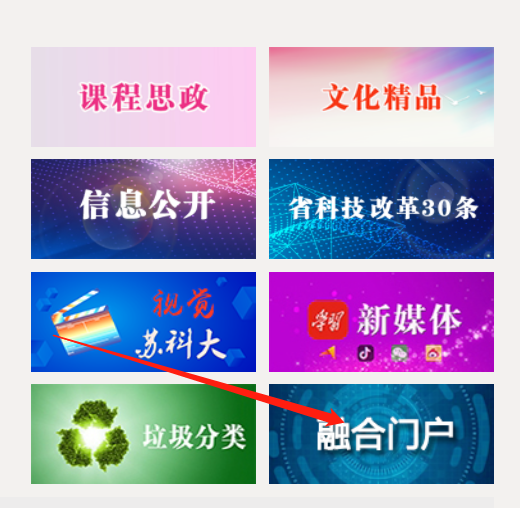 课程思政
文化精品
信息公开
省科技改革30条
视觉
苏科大
学习
新媒体
垃圾分类
融合门户